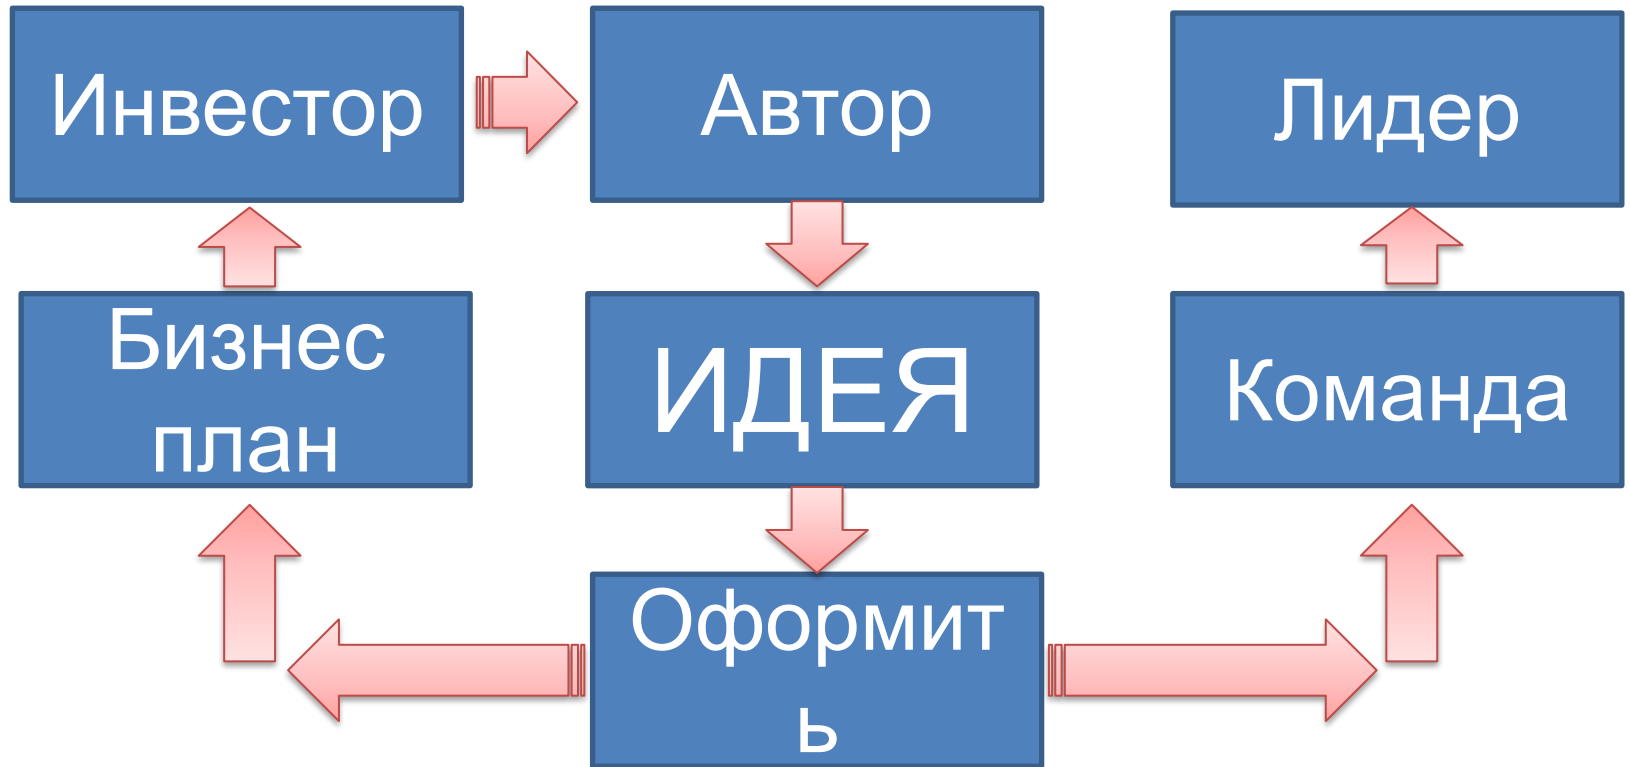 Инвестор
Автор
Лидер
Бизнес
план
ИДЕЯ
Команда
Оформит
ь